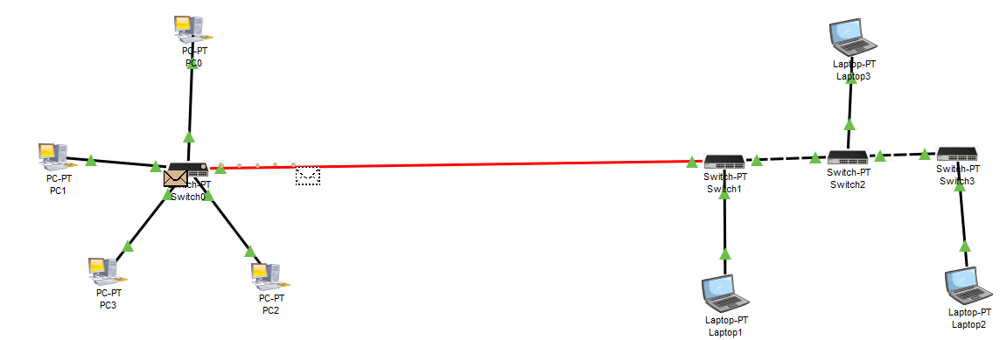 PC-PT
PC0
Laptop-PT
Laptop3
PC-PT
PC1
Switch-PT
Switch0
Switch-PT
Switch1
Switch-PT
Switch2
Switch-PT
Switch3
PC-PT
PC3
PC-PT
PC2
Laptop-PT
Laptop1
Laptop-PT
Laptop2